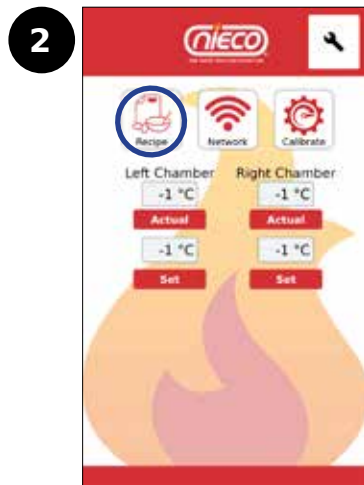 2
nieco
Recipe Network Calibrate
Left Chamber Right Chamber
-1 °C -1 °C
Actual Actual
-1 °C -1 °C
Set Set